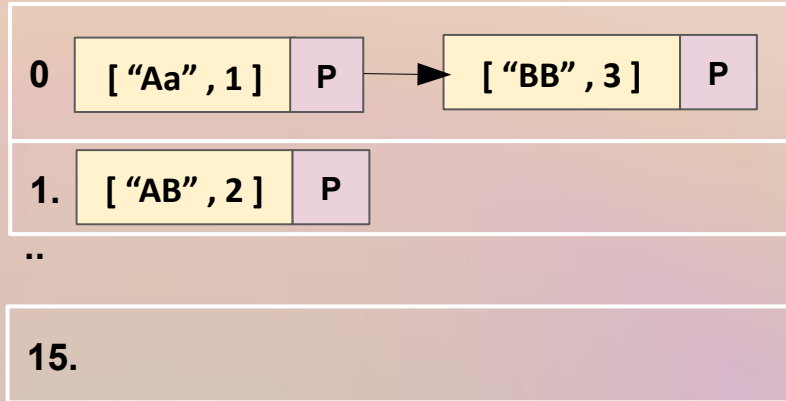 0 [ “Aa” , 1 ] P [ “BB” , 3 ] P
1. [ “AB” , 2 ] P
..
15.